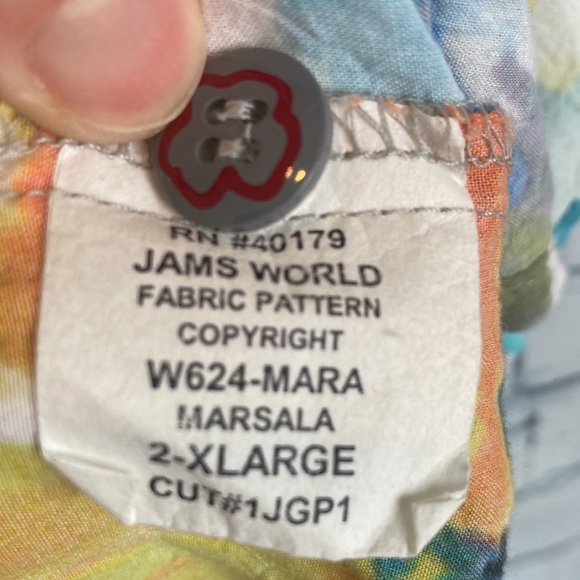 RN #40179
JAMS WORLD
FABRIC PATTERN
COPYRIGHT
W624-MARA
MARSALA
2-XLARGE
CUT#1JGP1